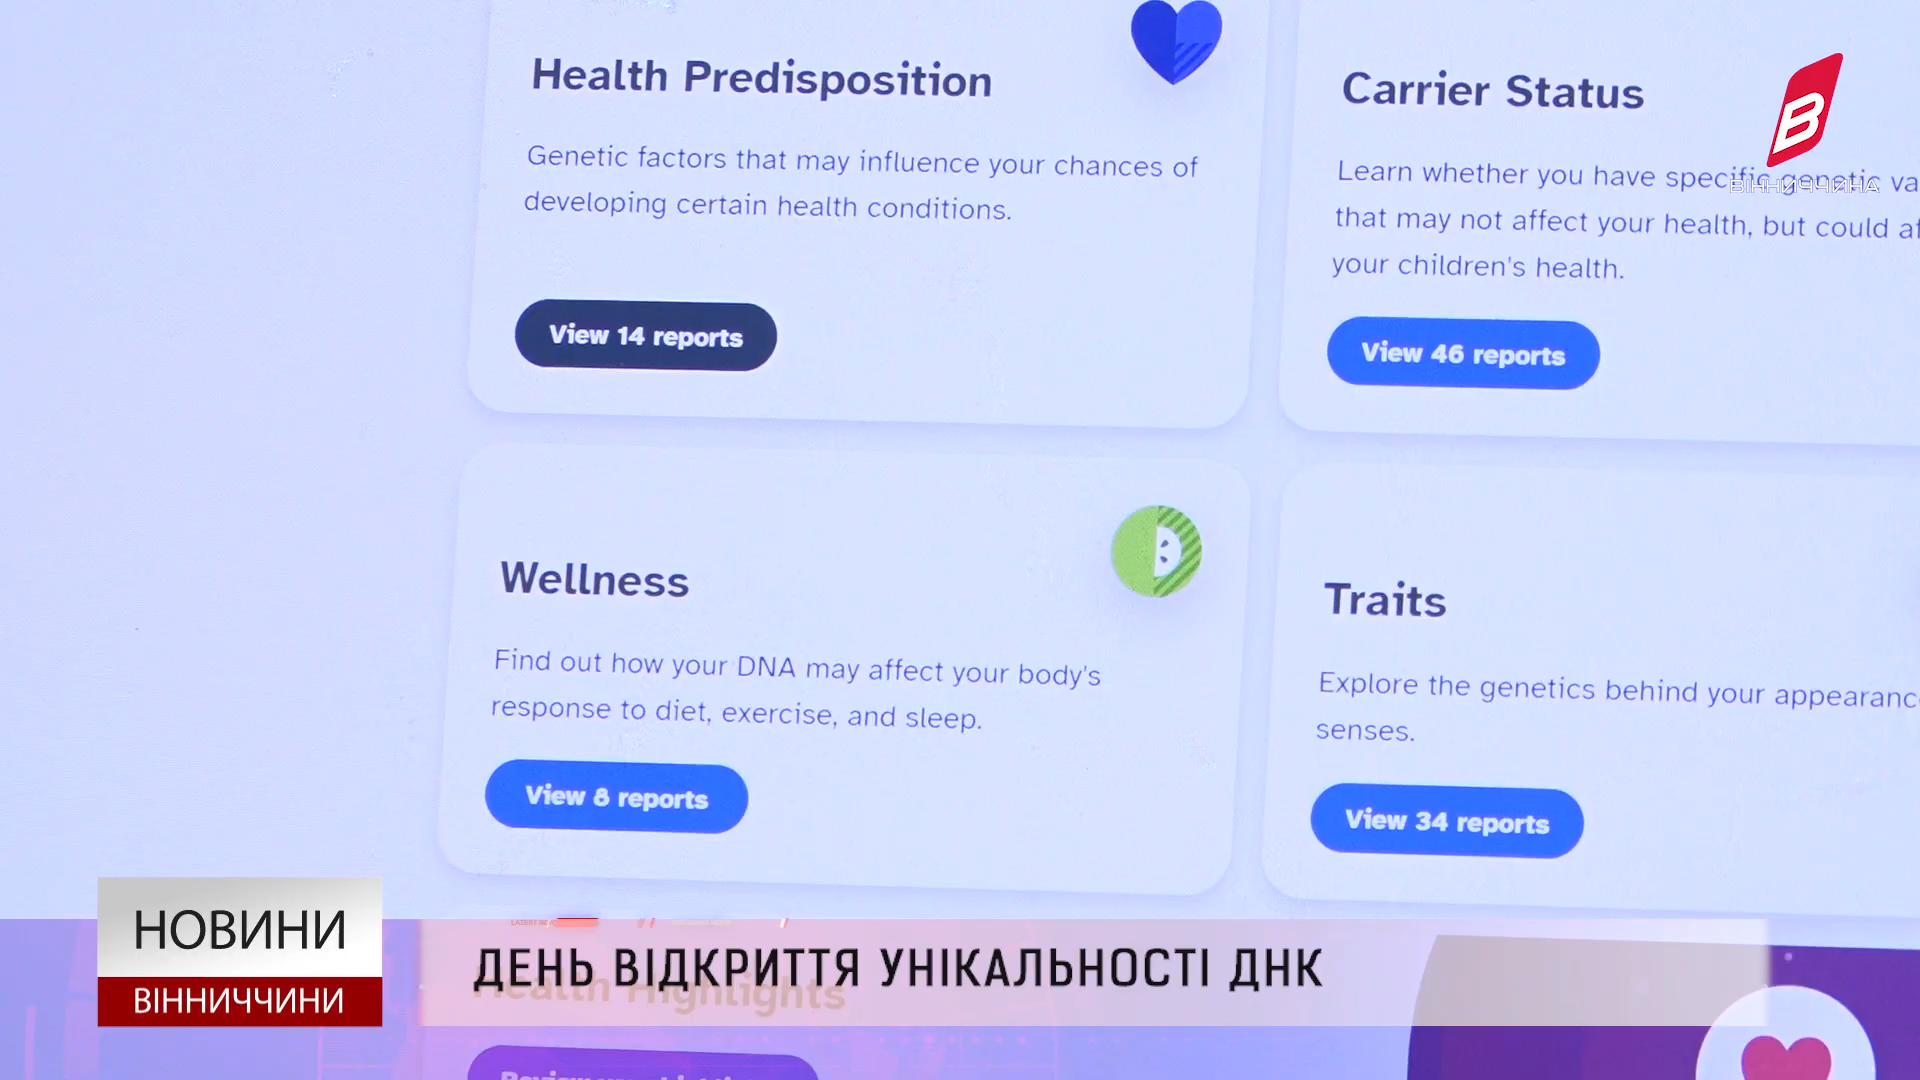 Health Predisposition
Genetic factors that may influence your chances of
developing certain health conditions.
View 14 reports
Carrier Status
Learn whether you have specific genetic
that may not affect your health, but could
your children's health.
View 46 reports
В
ВІННИЧЧИНА
Wellness
Find out how your DNA may affect your body's
response to diet, exercise, and sleep.
View 8 reports
Traits
Explore the genetics behind your
senses.
View 34 reports
НОВИНИ
ВІННИЧЧИНИ
ДЕНЬ ВІДКРИТТЯ УНІКАЛЬНОСТІ ДНК
Health Highlights